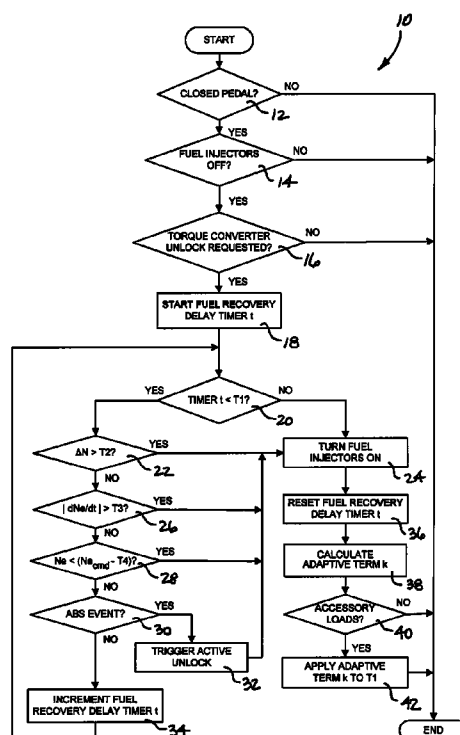 START
10
CLOSED PEDAL?
NO
12
YES
FUEL INJECTORS
OFF?
NO
14
YES
TORQUE CONVERTER
UNLOCK REQUESTED?
NO
16
YES
START FUEL RECOVERY
DELAY TIMER t
18
YES
TIMER t < T1?
NO
20
ΔN > T2?
YES
22
NO
TURN FUEL
INJECTORS ON
24
| dNe/dt | > T3?
YES
26
NO
RESET FUEL RECOVERY
DELAY TIMER t
36
Ne < (Ne_cmd - T4)?
YES
28
NO
CALCULATE
ADAPTIVE TERM k
38
ABS EVENT?
YES
30
NO
ACCESSORY
LOADS?
NO
40
YES
TRIGGER ACTIVE
UNLOCK
32
APPLY ADAPTIVE
TERM k TO T1
42
INCREMENT FUEL
RECOVERY DELAY TIMER t
34
END